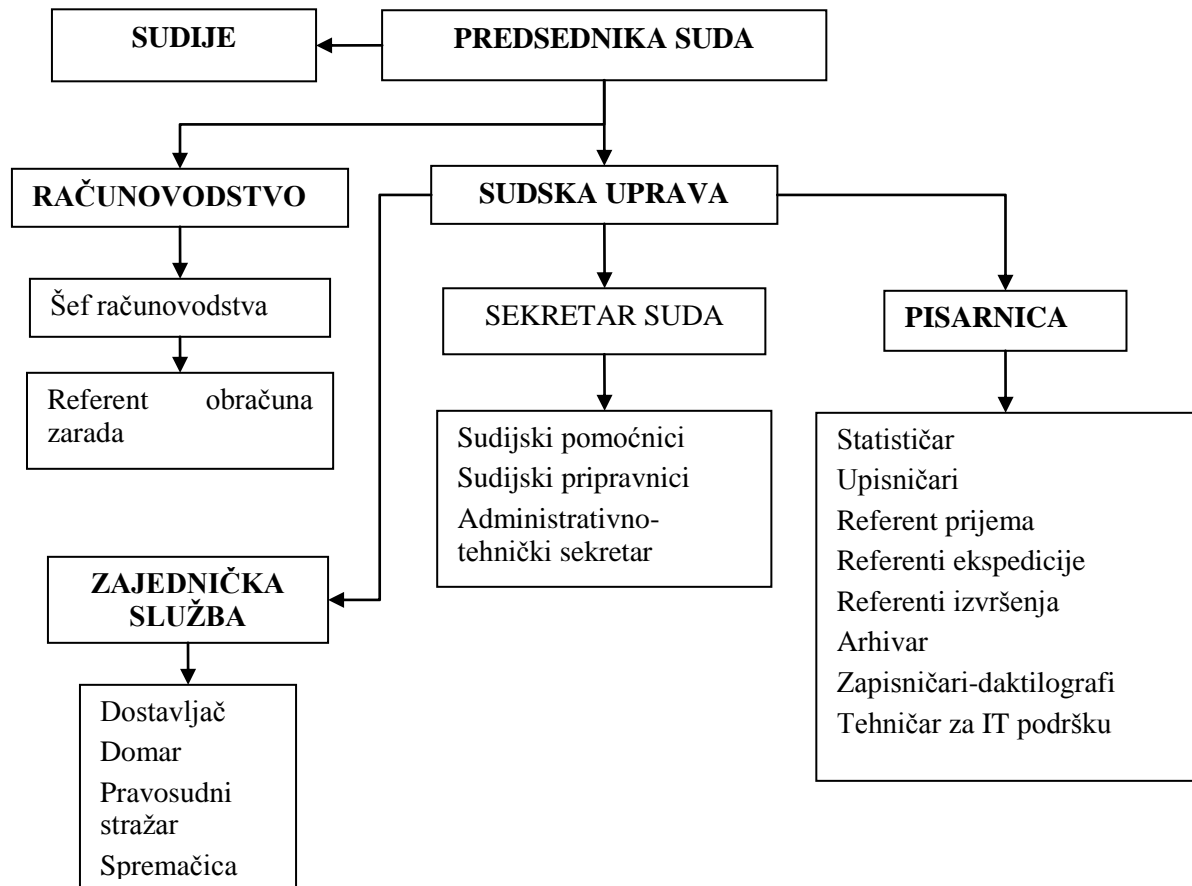 SUDIJE
PREDSEDNIKA SUDA
RAČUNOVODSTVO
SUDSKA UPRAVA
Šef računovodstva
SEKRETAR SUDA
PISARNICA
Referent obračuna
zarada
Sudijski pomoćnici
Sudijski pripravnici
Administrativno-
tehnički sekretar
Statističar
Upisničari
Referent prijema
Referenti ekspedicije
Referenti izvršenja
Arhivar
Zapisničari-daktilografi
Tehničar za IT podršku
ZAJEDNIČKA
SLUŽBA
Dostavljač
Domar
Pravosudni
stražar
Spremačica